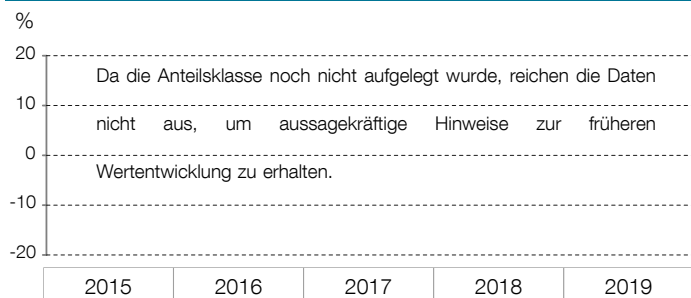 %
20
Da die Anteilsklasse noch nicht aufgelegt wurde, reichen die Daten
10
nicht aus, um aussagekräftige Hinweise zur früheren
0
Wertentwicklung zu erhalten.
-10
-20
2015 2016 2017 2018 2019